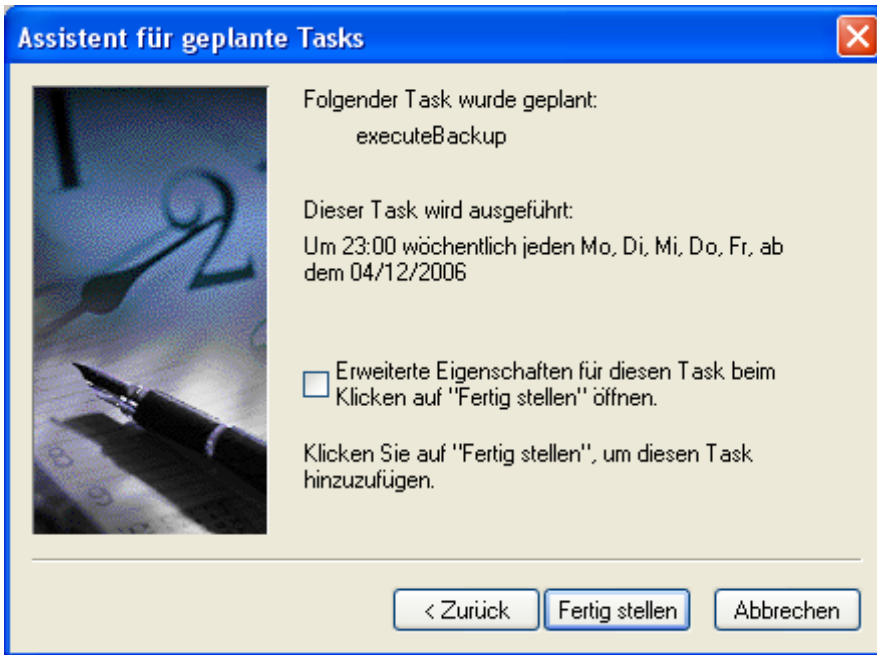 Assistent für geplante Tasks
Folgender Task wurde geplant:
executeBackup
Dieser Task wird ausgeführt:
Um 23:00 wöchentlich jeden Mo, Di, Mi, Do, Fr, ab
dem 04/12/2006
Erweiterte Eigenschaften für diesen Task beim
Klicken auf "Fertig stellen" öffnen.
Klicken Sie auf "Fertig stellen", um diesen Task
hinzuzufügen.
< Zurück
Fertig stellen
Abbrechen